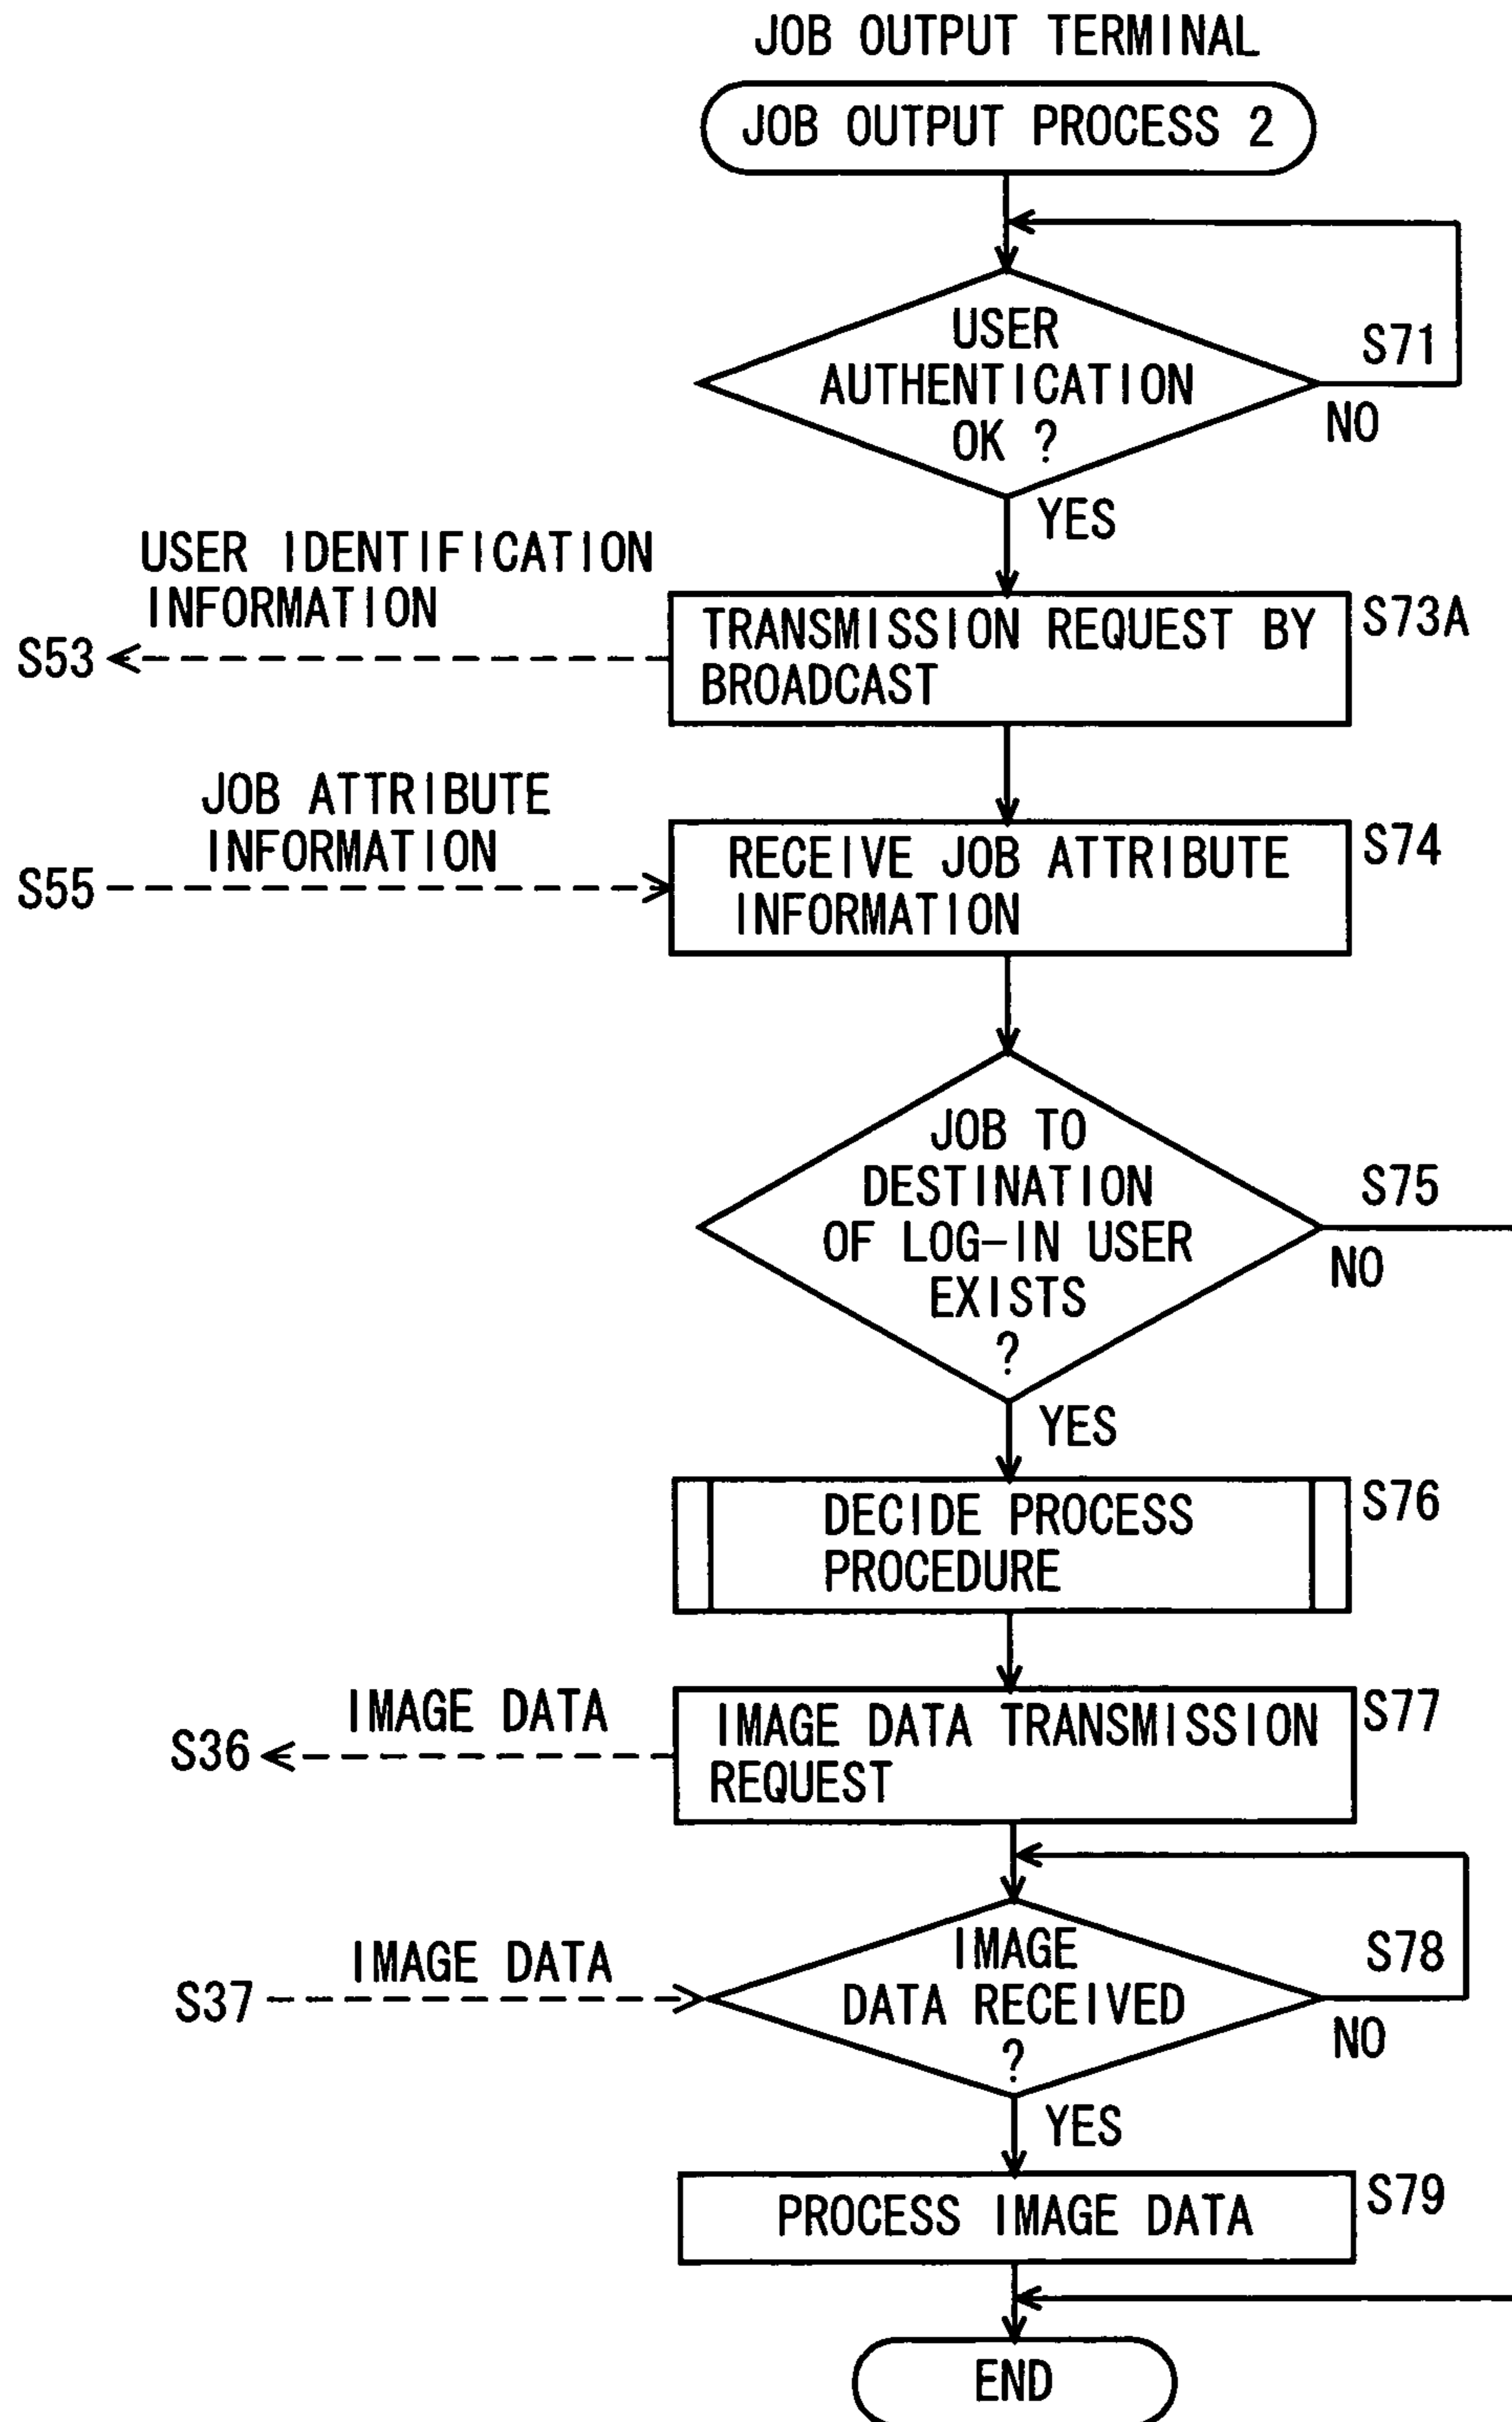 JOB OUTPUT TERMINAL
JOB OUTPUT PROCESS 2
USER
AUTHENTICATION
OK ?
S71
NO
YES
USER IDENTIFICATION
INFORMATION
S53
TRANSMISSION REQUEST BY
BROADCAST
S73A
JOB ATTRIBUTE
INFORMATION
S55
RECEIVE JOB ATTRIBUTE
INFORMATION
S74
JOB TO
DESTINATION
OF LOG-IN USER
EXISTS
?
S75
NO
YES
DECIDE PROCESS
PROCEDURE
S76
IMAGE DATA
S36
IMAGE DATA TRANSMISSION
REQUEST
S77
IMAGE DATA
S37
IMAGE
DATA RECEIVED
?
S78
NO
YES
PROCESS IMAGE DATA
S79
END